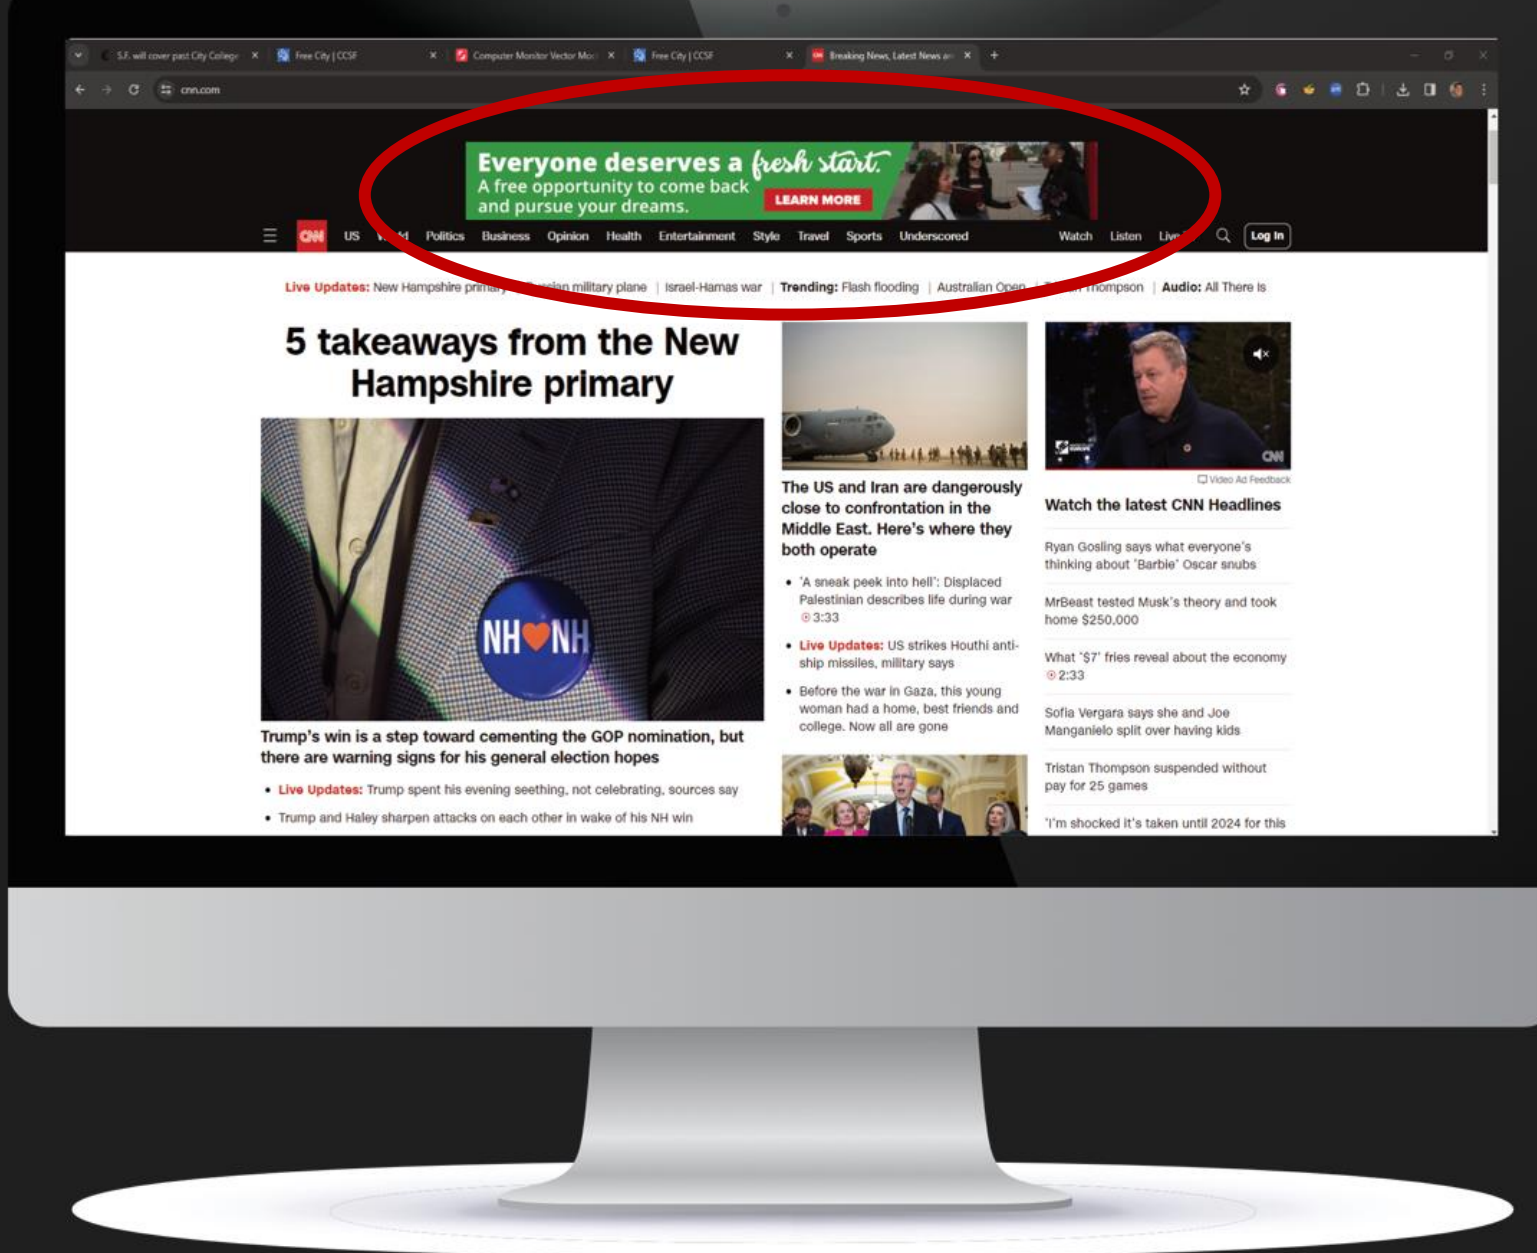 S.F. will cover past City College
Free City | CCSF
Computer Monitor Vector Moc
Free City | CCSF
Breaking News, Latest News an
cnn.com
Everyone deserves a fresh start.
A free opportunity to come back
and pursue your dreams.
LEARN MORE
CNN US World Politics Business Opinion Health Entertainment Style Travel Sports Underscored Watch Listen Live Log In
Live Updates: New Hampshire primary | military plane | Israel-Hamas war | Trending: Flash flooding | Australian Open | Thompson | Audio: All There Is
5 takeaways from the New
Hampshire primary
NH NH
Trump's win is a step toward cementing the GOP nomination, but
there are warning signs for his general election hopes
• Live Updates: Trump spent his evening seething, not celebrating, sources say
• Trump and Haley sharpen attacks on each other in wake of his NH win
The US and Iran are dangerously
close to confrontation in the
Middle East. Here's where they
both operate
• 'A sneak peek into hell': Displaced
Palestinian describes life during war
3:33
• Live Updates: US strikes Houthi anti-
ship missiles, military says
• Before the war in Gaza, this young
woman had a home, best friends and
college. Now all are gone
CNN
Video Ad Feedback
Watch the latest CNN Headlines
Ryan Gosling says what everyone's
thinking about 'Barbie' Oscar snubs
MrBeast tested Musk's theory and took
home $250,000
What '$7' fries reveal about the economy
2:33
Sofia Vergara says she and Joe
Manganielo split over having kids
Tristan Thompson suspended without
pay for 25 games
'I'm shocked it's taken until 2024 for this